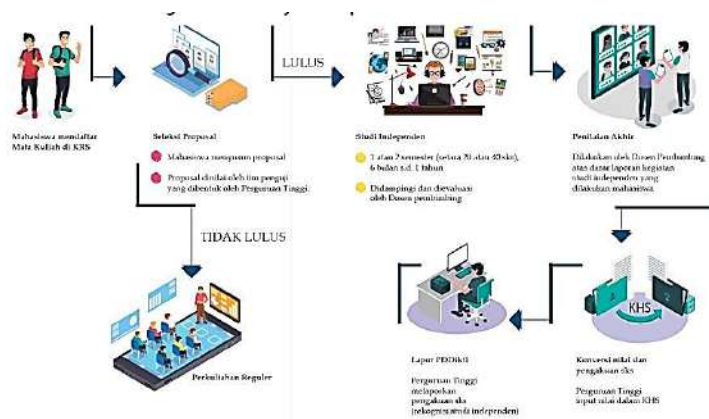 LULUS
Mahasiswa mendaftar
Mata Kuliah di KRS
Seleksi Proposal
Mahasiswa menyusun proposal
Proposal dinilai oleh tim penguji
yang dibentuk oleh Perguruan Tinggi.
Studi Independen
1 atau 2 semester (setara 20 atau 40 sks),
6 bulan s.d. 1 tahun
Didampingi dan dievaluasi
oleh Dosen pembimbing
Penilaian Akhir
Dilakukan oleh Dosen Pembimbing
atas dasar laporan kegiatan
studi independen yang
dilakukan mahasiswa.
TIDAK LULUS
Perkuliahan Reguler
KHS
Lapor PDDikti
Perguruan Tinggi
melaporkan
pengakuan sks
(rekognisi studi independen)
Konversi nilai dan
pengakuan sks
Perguruan Tinggi
input nilai dalam KHS